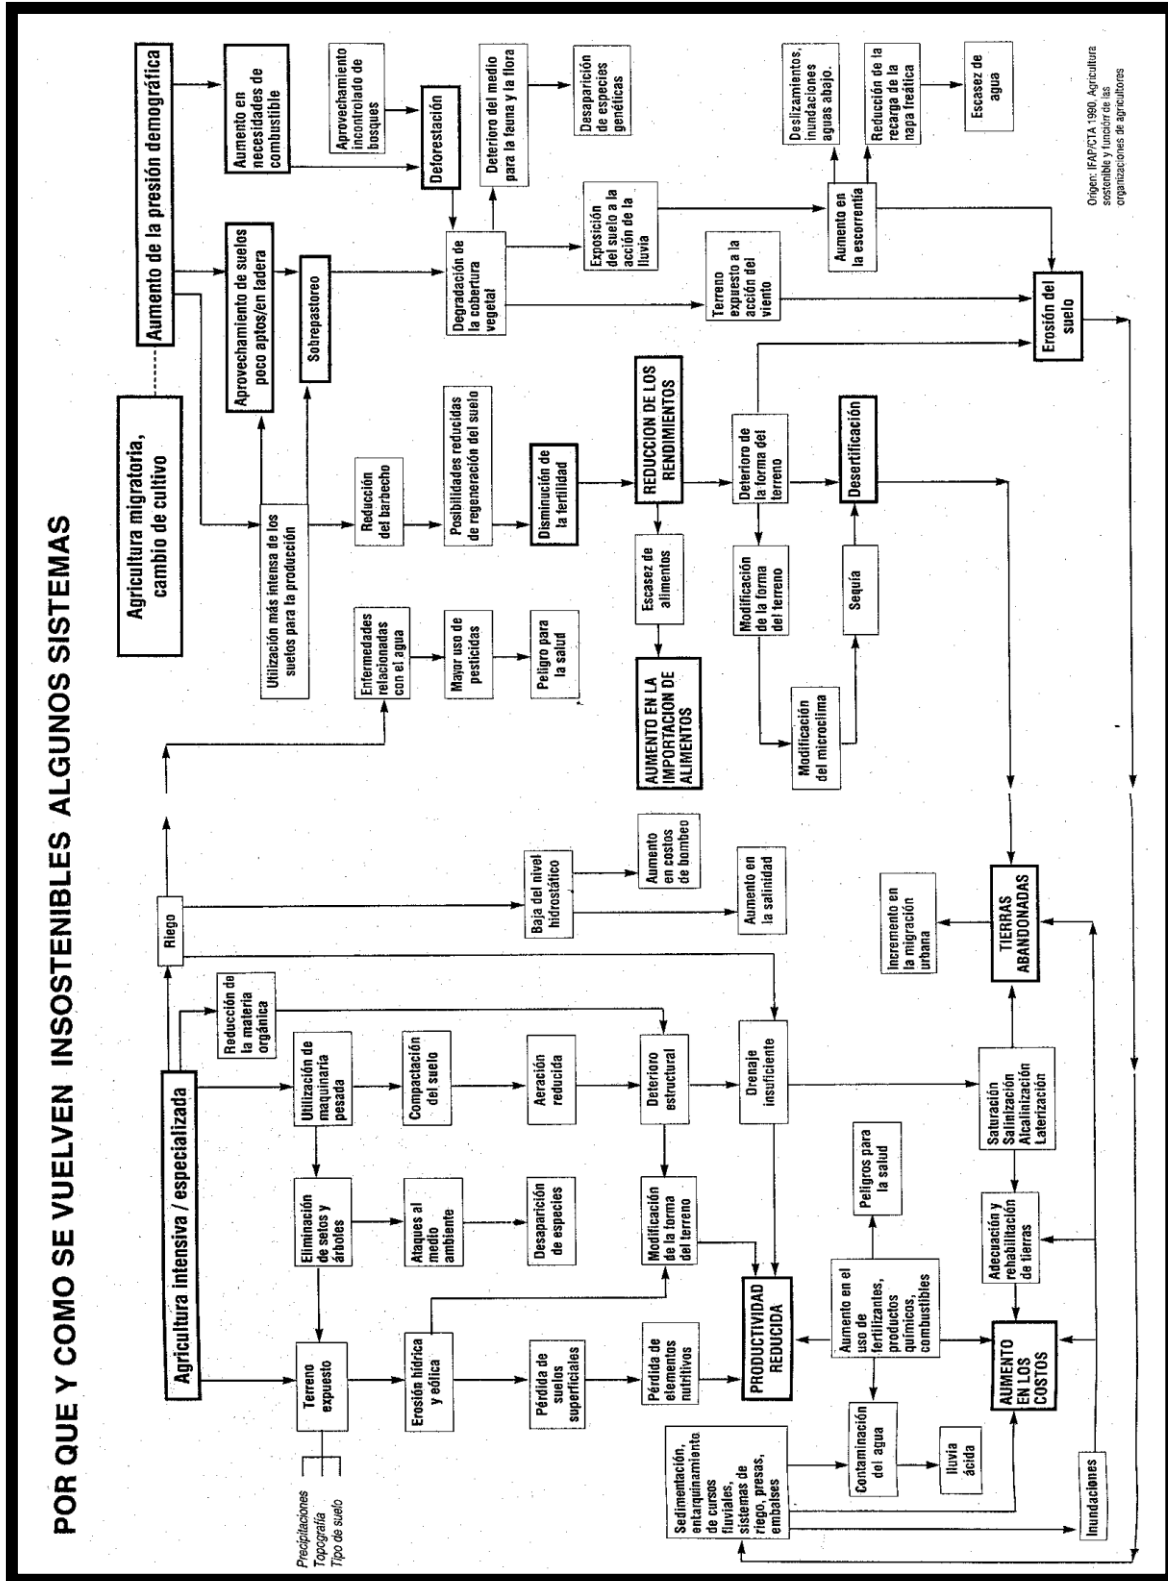 POR QUE Y COMO SE VUELVEN INSOSTENIBLES ALGUNOS SISTEMAS
Agricultura intensiva / especializada
Riego
Agricultura migratoria,
cambio de cultivo
Aumento de la presión demográfica
Reducción de
la materia
orgánica
Aprovechamiento de suelos
poco aptos/en ladera
Aumento en
necesidades de
combustible
Precipitaciones
Topografía
Tipo de suelo
Terreno
expuesto
Eliminación
de setos y
árboles
Utilización de
maquinaria
pesada
Utilización más intensa de los
suelos para la producción
Sobrepastoreo
Aprovechamiento
incontrolado de
bosques
Erosión hídrica
y eólica
Ataques al
medio
ambiente
Compactación
del suelo
Enfermedades
relacionadas
con el agua
Reducción
del barbecho
Deforestación
Mayor uso de
pesticidas
Posibilidades reducidas
de regeneración del suelo
Degradación de
la cobertura
vegetal
Deterioro del medio
para la fauna y la flora
Pérdida de
suelos
superficiales
Desaparición
de especies
Aeración
reducida
Baja del nivel
hidrostático
Peligro para
la salud
Disminución de
la fertilidad
Exposición
del suelo a la
acción de la
lluvia
Desaparición
de especies
genéticas
Pérdida de
elementos
nutritivos
Modificación
de la forma
del terreno
Deterioro
estructural
Aumento
en costos
de bombeo
AUMENTO EN LA
IMPORTACION DE
ALIMENTOS
Escasez de
alimentos
REDUCCION DE LOS
RENDIMIENTOS
Sedimentación,
entarquinamiento
de cursos
fluviales,
sistemas de
riego, presas,
embalses
PRODUCTIVIDAD
REDUCIDA
Drenaje
insuficiente
Aumento en
la salinidad
Modificación
del microclima
Modificación
de la forma
del terreno
Deterioro de
la forma del
terreno
Terreno
expuesto a la
acción del
viento
Deslizamientos,
inundaciones
aguas abajo.
Contaminación
del agua
Aumento en el
uso de
fertilizantes,
productos
químicos,
combustibles
Peligros para
la salud
Sequía
Desertificación
Aumento en
la escorrentía
Reducción de la
recarga de la
napa freática
lluvia
ácida
Incremento en
la migración
urbana
AUMENTO
EN LOS
COSTOS
Adecuación y
rehabilitación
de tierras
Saturación
Salinización
Alcalinización
Laterización
TIERRAS
ABANDONADAS
Erosión del
suelo
Escasez de
agua
Inundaciones
Origen: IFAP/CTA 1990, Agricultura
sostenible y función de las
organizaciones de agricultores